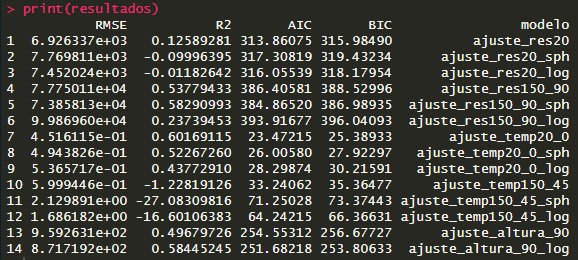 > print(resultados)
RMSE R2 AIC BIC modelo
1 6.926337e+03 0.12589281 313.86075 315.98490 ajuste_res20
2 7.769811e+03 -0.09996395 317.30819 319.43234 ajuste_res20_sph
3 7.452024e+03 -0.01182642 316.05539 318.17954 ajuste_res20_log
4 7.775011e+04 0.53779433 386.40581 388.52996 ajuste_res150_90
5 7.385813e+04 0.58290993 384.86520 386.98935 ajuste_res150_90_sph
6 9.986960e+04 0.23739453 393.91677 396.04093 ajuste_res150_90_log
7 4.516115e-01 0.60169115 23.47215 25.38933 ajuste_temp20_0
8 4.943826e-01 0.52267260 26.00580 27.92297 ajuste_temp20_0_sph
9 5.365717e-01 0.43772910 28.29874 30.21591 ajuste_temp20_0_log
10 5.999446e-01 -1.22819126 33.24062 35.36477 ajuste_temp150_45
11 2.129891e+00 -27.08309816 71.25028 73.37443 ajuste_temp150_45_sph
12 1.686182e+00 -16.60106383 64.24215 66.36631 ajuste_temp150_45_log
13 9.592631e+02 0.49679726 254.55312 256.67727 ajuste_altura_90
14 8.717192e+02 0.58445245 251.68218 253.80633 ajuste_altura_90_log